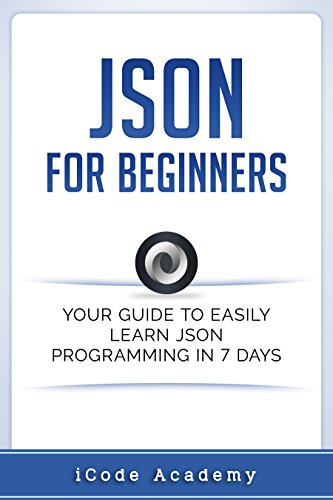 JSON
FOR BEGINNERS
YOUR GUIDE TO EASILY
LEARN JSON
PROGRAMMING IN 7 DAYS
iCode Academy